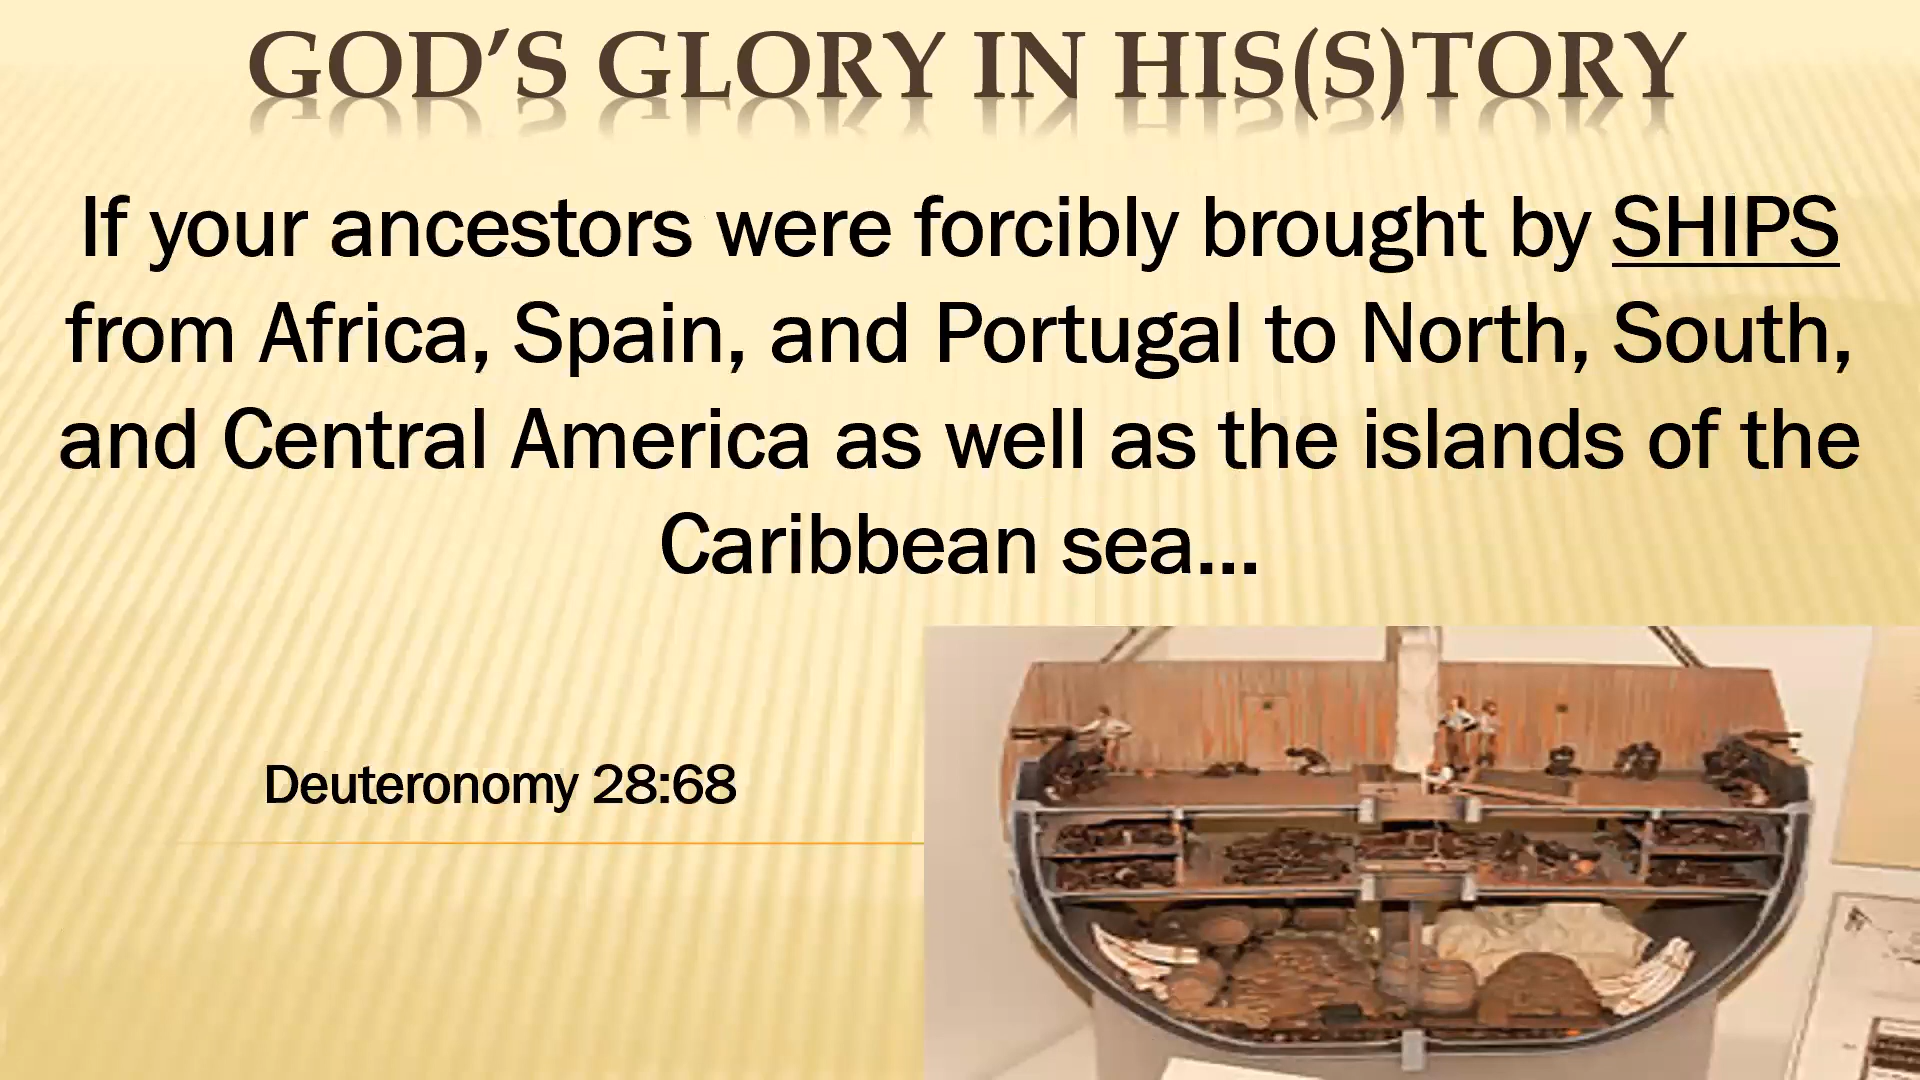 GOD’S GLORY IN HIS(S)TORY
If your ancestors were forcibly brought by SHIPS
from Africa, Spain, and Portugal to North, South,
and Central America as well as the islands of the
Caribbean sea...
Deuteronomy 28:68